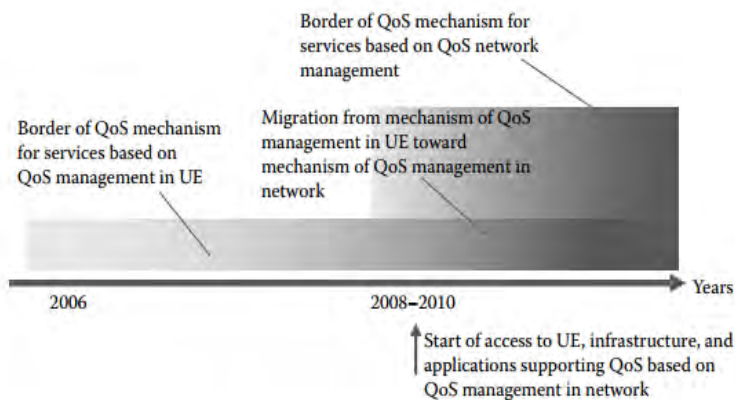 Border of QoS mechanism for
services based on QoS network
management
Border of QoS mechanism
for services based on
QoS management in UE
Migration from mechanism of QoS
management in UE toward
mechanism of QoS management in
network
Years
2006
2008–2010
Start of access to UE, infrastructure, and
applications supporting QoS based on
QoS management in network